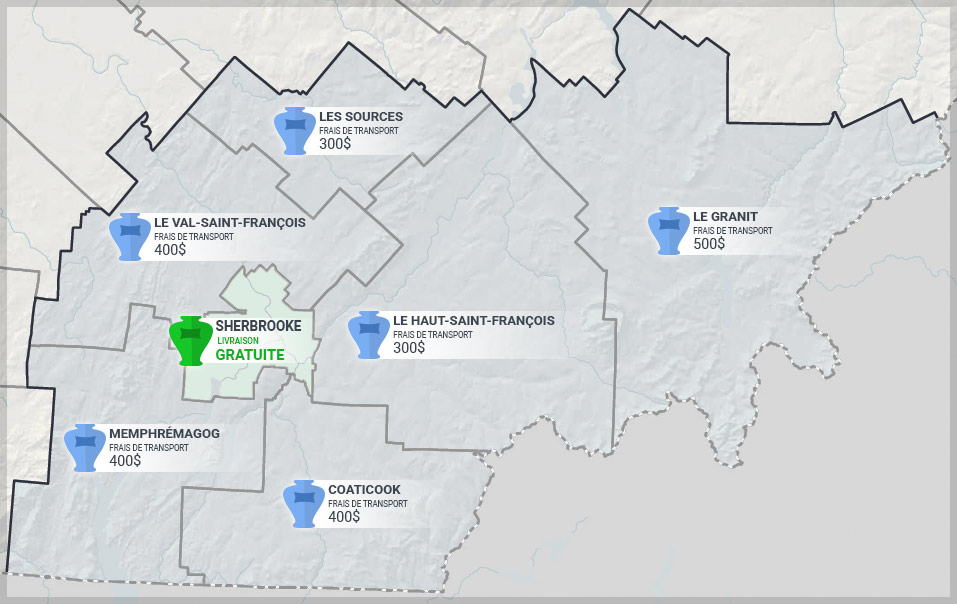 LES SOURCES
FRAIS DE TRANSPORT
300$
LE VAL-SAINT-FRANÇOIS
FRAIS DE TRANSPORT
400$
LE GRANIT
FRAIS DE TRANSPORT
500$
SHERBROOKE
LIVRAISON
GRATUITE
LE HAUT-SAINT-FRANÇOIS
FRAIS DE TRANSPORT
300$
MEMPHRÉMAGOG
FRAIS DE TRANSPORT
400$
COATICOOK
FRAIS DE TRANSPORT
400$